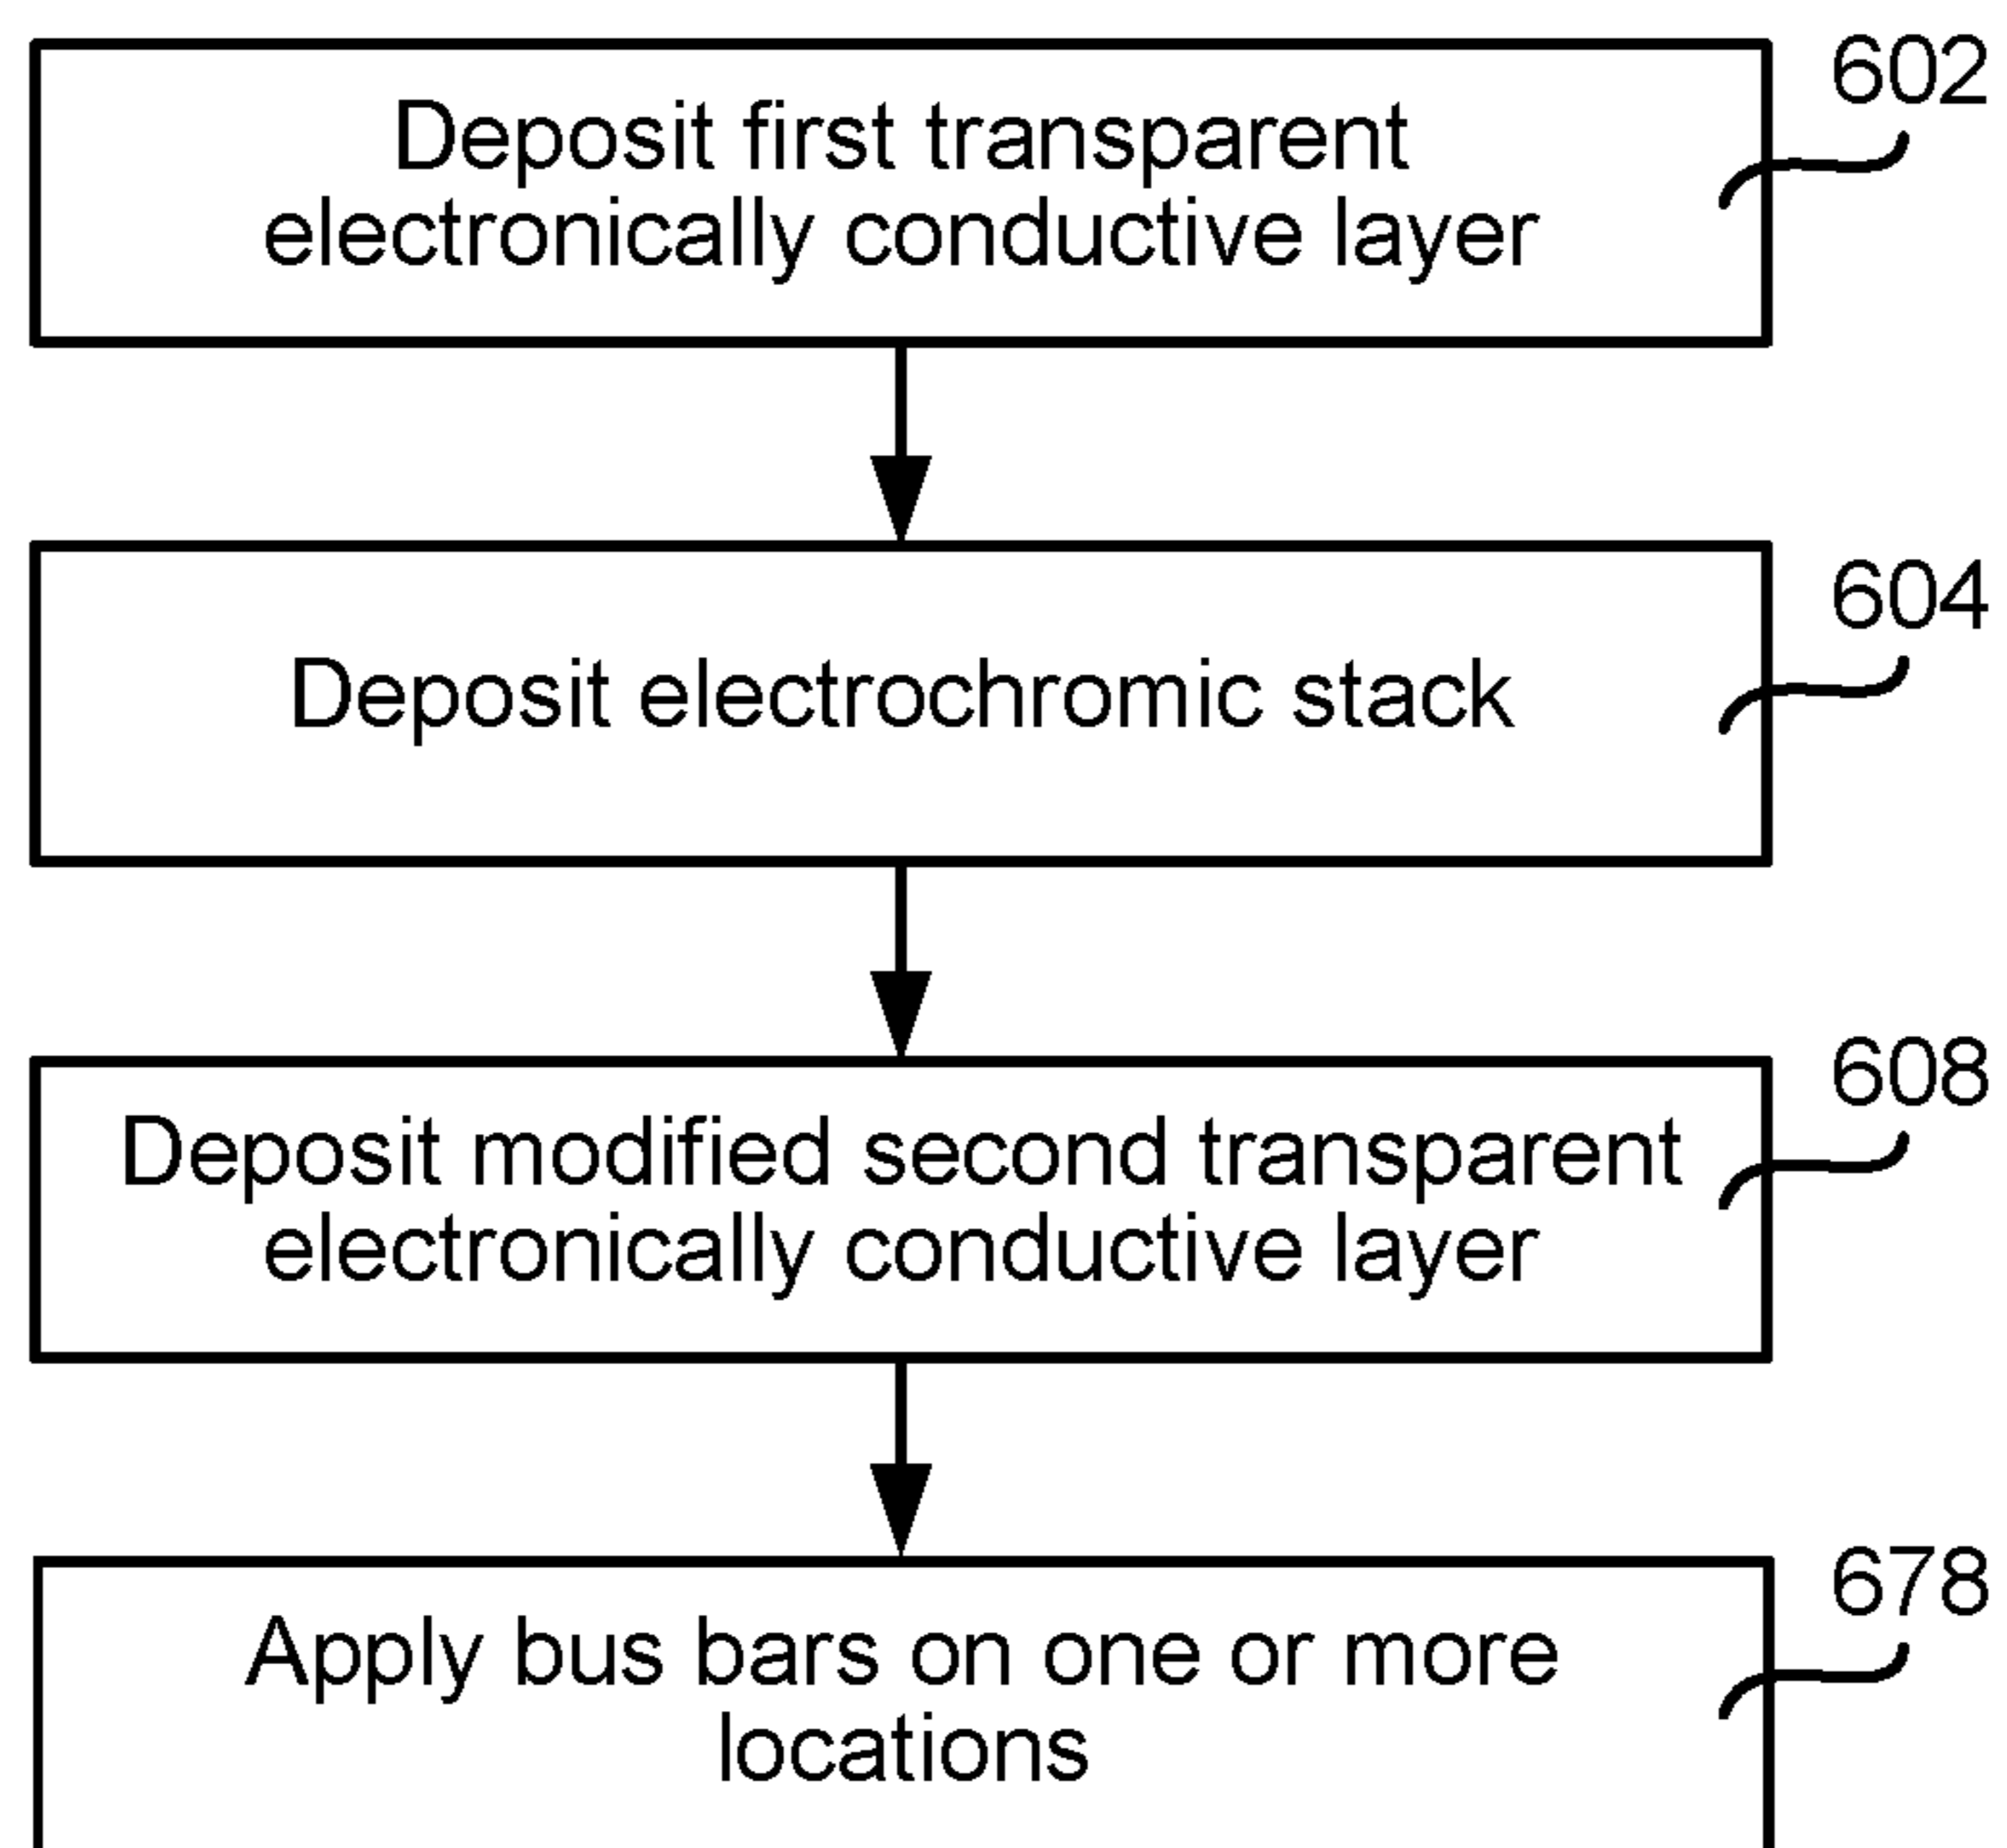 602
Deposit first transparent
electronically conductive layer
604
Deposit electrochromic stack
608
Deposit modified second transparent
electronically conductive layer
678
Apply bus bars on one or more
locations